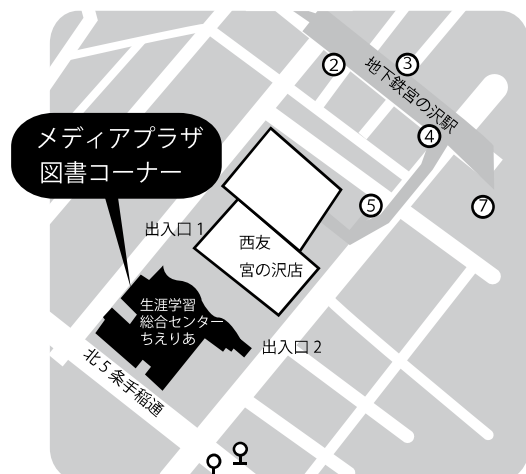 ②
③
地下鉄宮の沢駅
④
メディアプラザ
図書コーナー
⑤
⑦
出入口1
西友
宮の沢店
生涯学習
総合センター
ちえりあ
出入口2
北5条手稲通